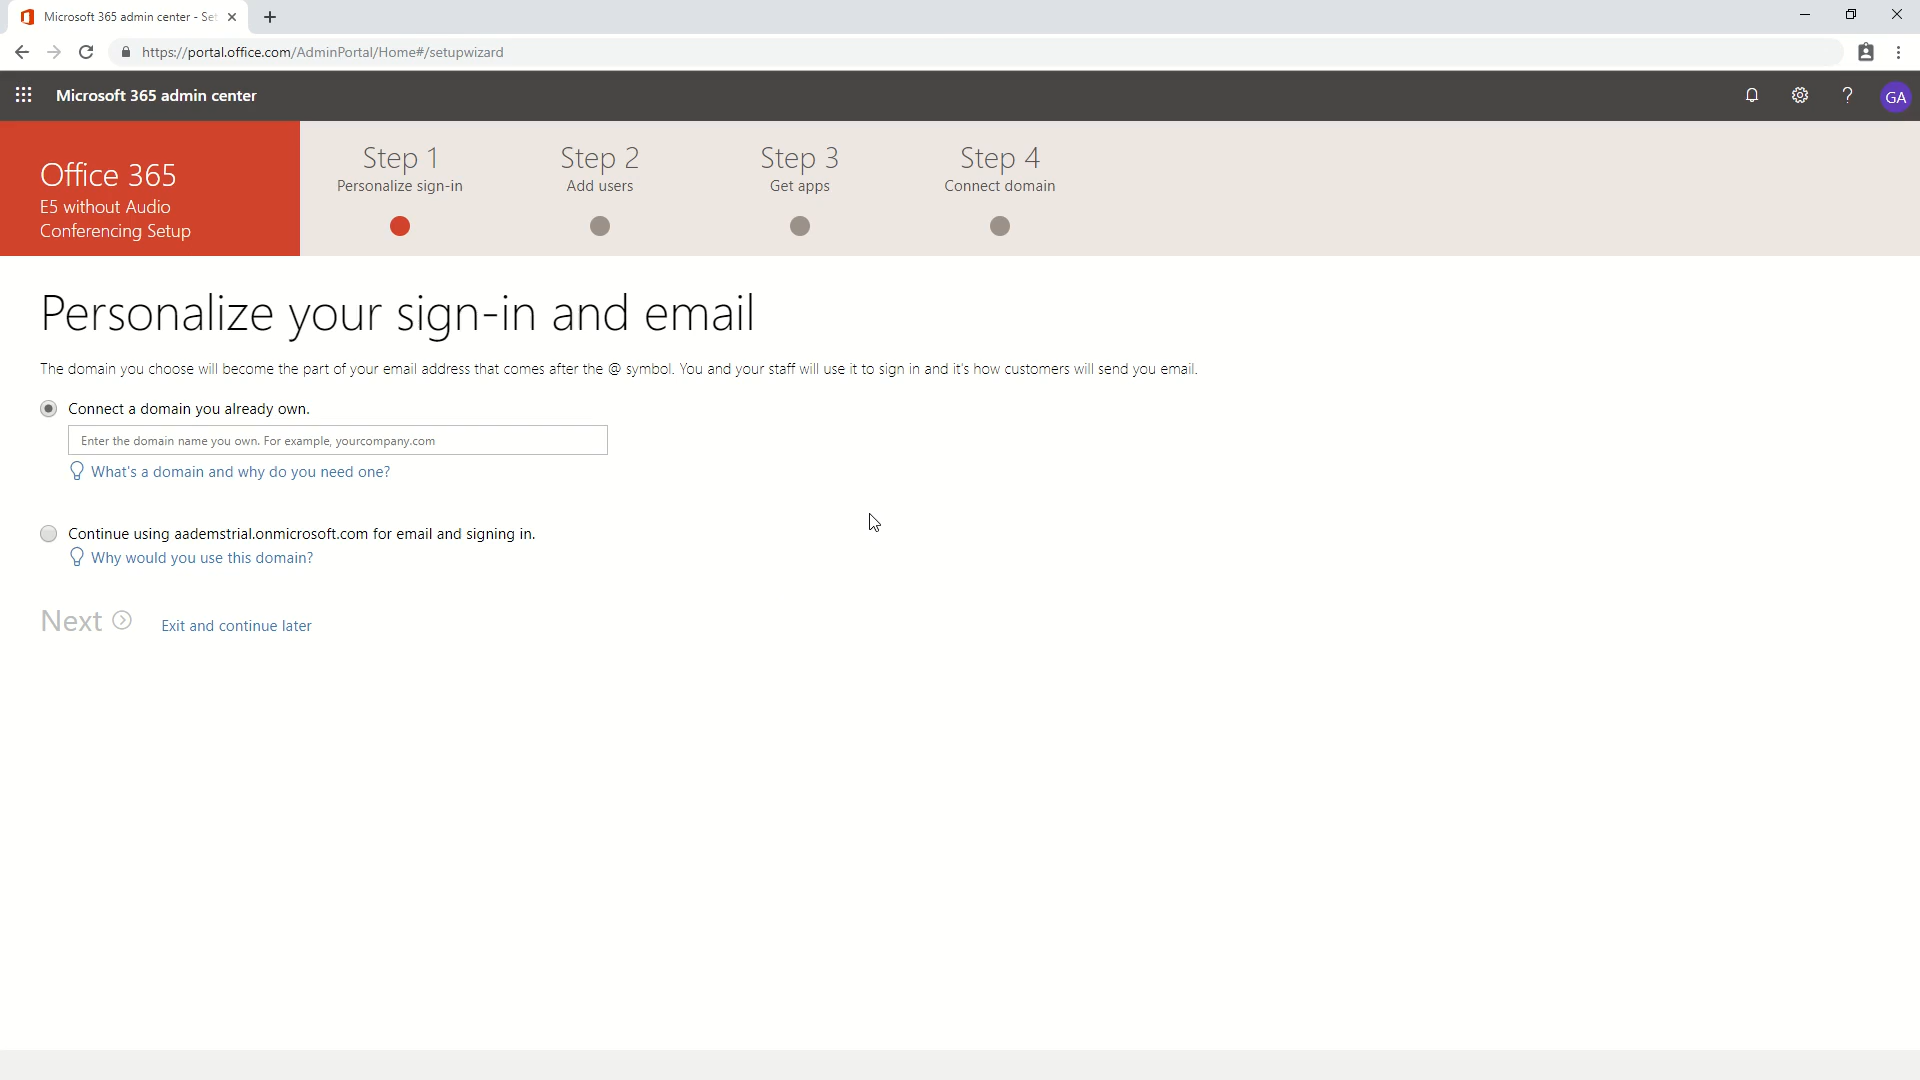 Microsoft 365 admin center - Set
https://portal.office.com/AdminPortal/Home#/setupwizard
Microsoft 365 admin center
?
GA
Office 365
E5 without Audio
Conferencing Setup
Step 1
Personalize sign-in
Step 2
Add users
Step 3
Get apps
Step 4
Connect domain
Personalize your sign-in and email
The domain you choose will become the part of your email address that comes after the @ symbol. You and your staff will use it to sign in and it's how customers will send you email.
Connect a domain you already own.
Enter the domain name you own. For example, yourcompany.com
What's a domain and why do you need one?
Continue using aademstrial.onmicrosoft.com for email and signing in.
Why would you use this domain?
Next
Exit and continue later